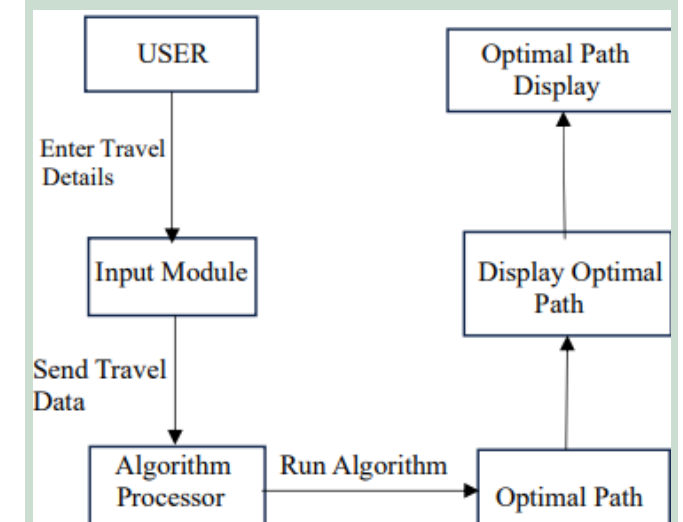 USER
Enter Travel
Details
Input Module
Send Travel
Data
Algorithm
Processor
Run Algorithm
Optimal Path
Display Optimal
Path
Optimal Path
Display